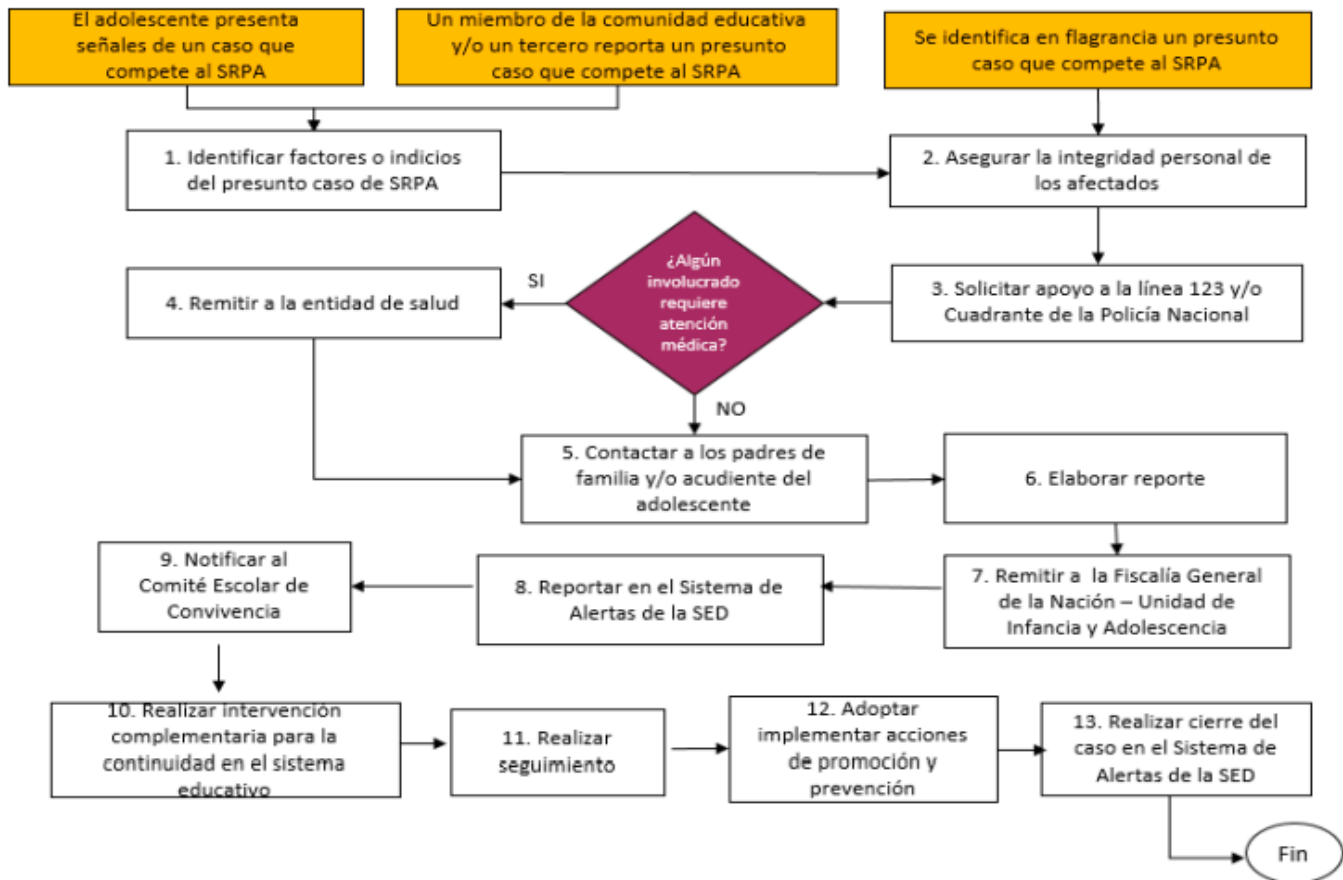 El adolescente presenta
señales de un caso que
compete al SRPA
Un miembro de la comunidad educativa
y/o un tercero reporta un presunto
caso que compete al SRPA
Se identifica en flagrancia un presunto
caso que compete al SRPA
1. Identificar factores o indicios
del presunto caso de SRPA
2. Asegurar la integridad personal de
los afectados
3. Solicitar apoyo a la línea 123 y/o
Cuadrante de la Policía Nacional
¿Algún
involucrado
requiere
atención
médica?
SI
4. Remitir a la entidad de salud
NO
5. Contactar a los padres de
familia y/o acudiente del
adolescente
6. Elaborar reporte
7. Remitir a la Fiscalía General
de la Nación – Unidad de
Infancia y Adolescencia
8. Reportar en el Sistema de
Alertas de la SED
9. Notificar al
Comité Escolar de
Convivencia
10. Realizar intervención
complementaria para la
continuidad en el sistema
educativo
11. Realizar
seguimiento
12. Adoptar
implementar acciones
de promoción y
prevención
13. Realizar cierre del
caso en el Sistema de
Alertas de la SED
Fin